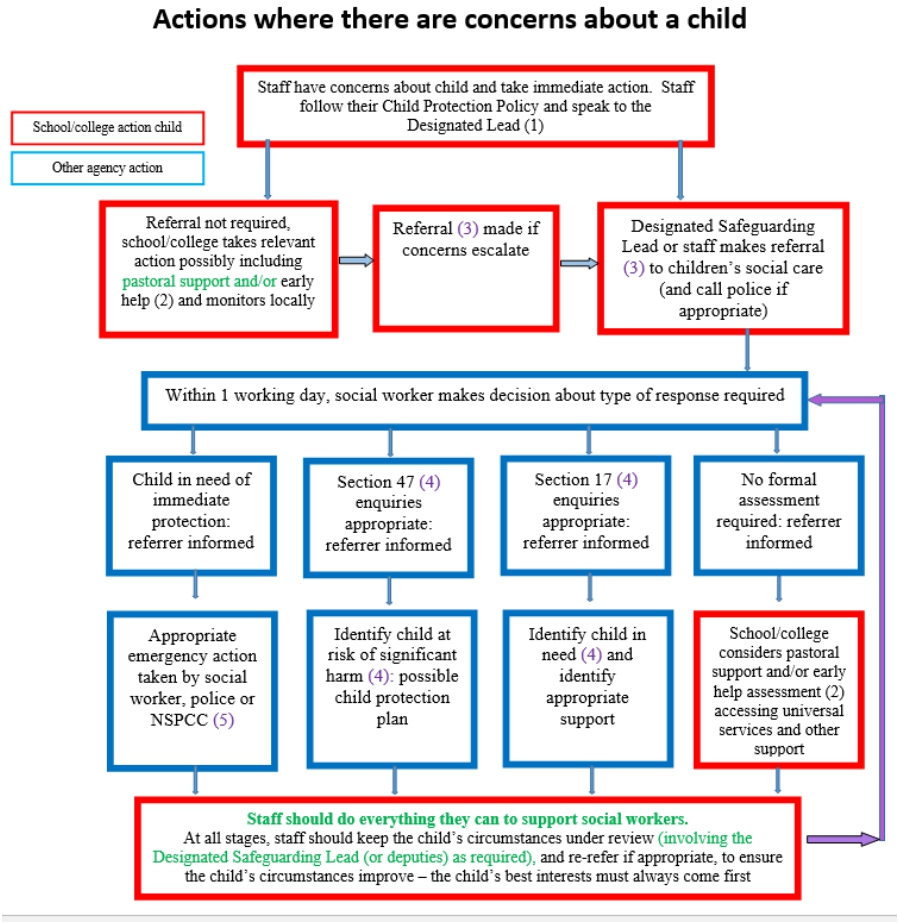 Actions where there are concerns about a child
Staff have concerns about child and take immediate action.  Staff
follow their Child Protection Policy and speak to the
Designated Lead (1)
School/college action child
Other agency action
Referral not required,
school/college takes relevant
action possibly including
pastoral support and/or early
help (2) and monitors locally
Referral (3) made if
concerns escalate
Designated Safeguarding
Lead or staff makes referral
(3) to children’s social care
(and call police if
appropriate)
Within 1 working day, social worker makes decision about type of response required
Child in need of
immediate
protection:
referrer informed
Section 47 (4)
enquiries
appropriate:
referrer informed
Section 17 (4)
enquiries
appropriate:
referrer informed
No formal
assessment
required: referrer
informed
Appropriate
emergency action
taken by social
worker, police or
NSPCC (5)
Identify child at
risk of significant
harm (4): possible
child protection
plan
Identify child in
need (4) and
identify
appropriate
support
School/college
considers pastoral
support and/or early
help assessment (2)
accessing universal
services and other
support
Staff should do everything they can to support social workers.
At all stages, staff should keep the child’s circumstances under review (involving the
Designated Safeguarding Lead (or deputies) as required), and re-refer if appropriate, to ensure
the child’s circumstances improve – the child’s best interests must always come first